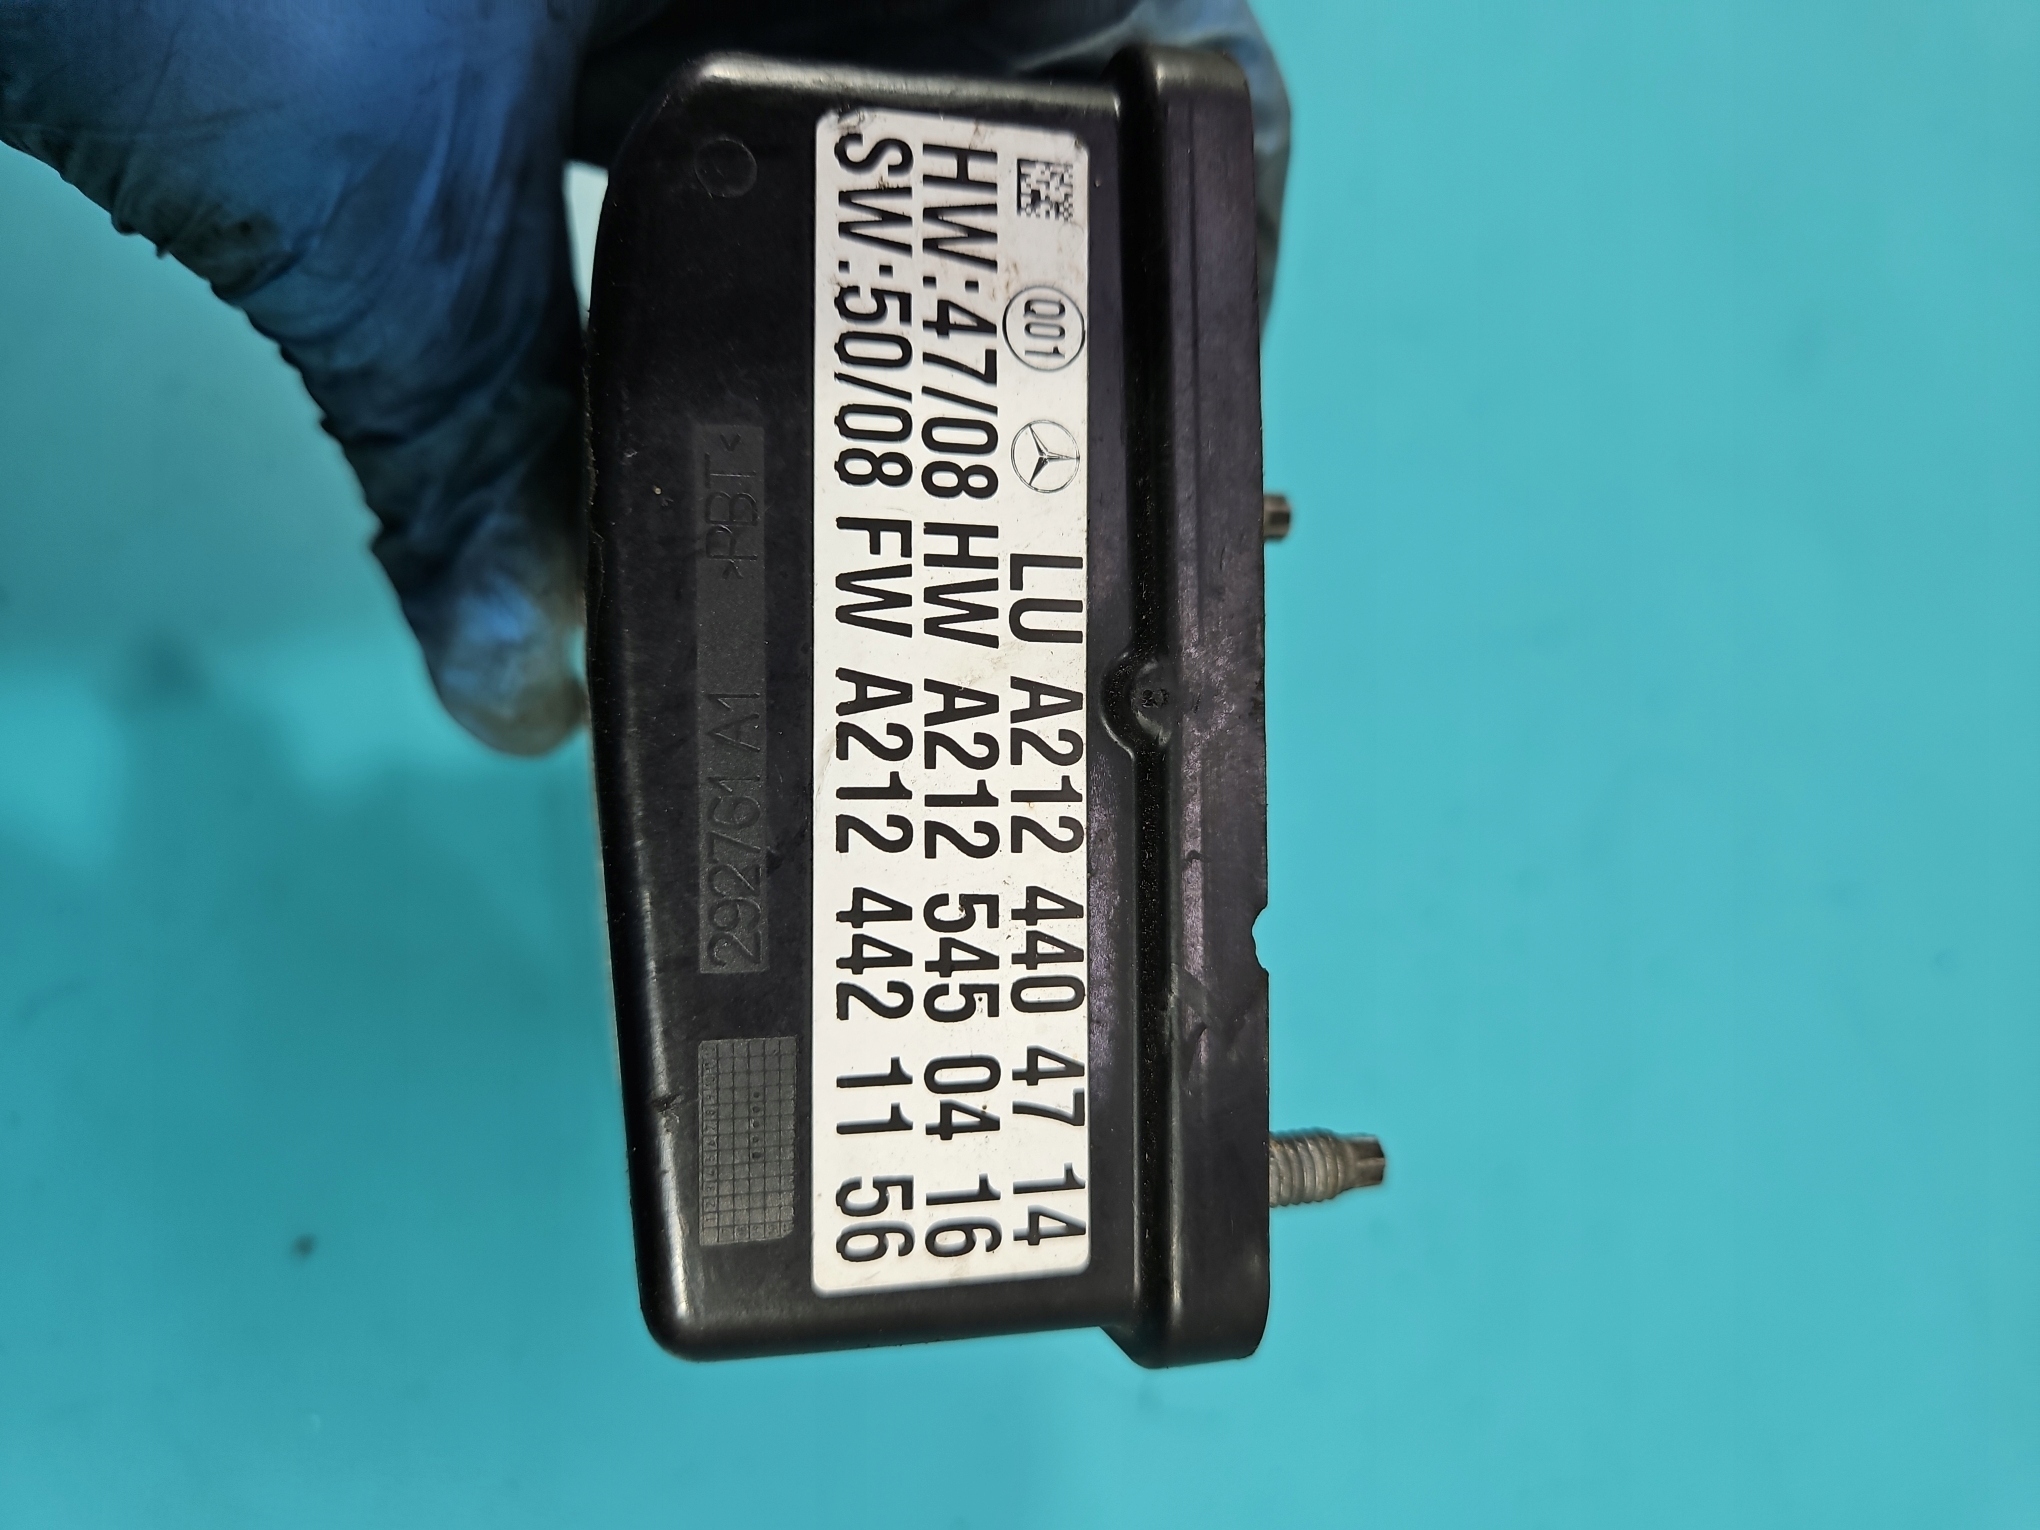 Q01 LU A212 440 47 14
HW:47/08 HW A212 545 04 16
SW:50/08 FW A212 442 11 56
292761 A1 >PBT<